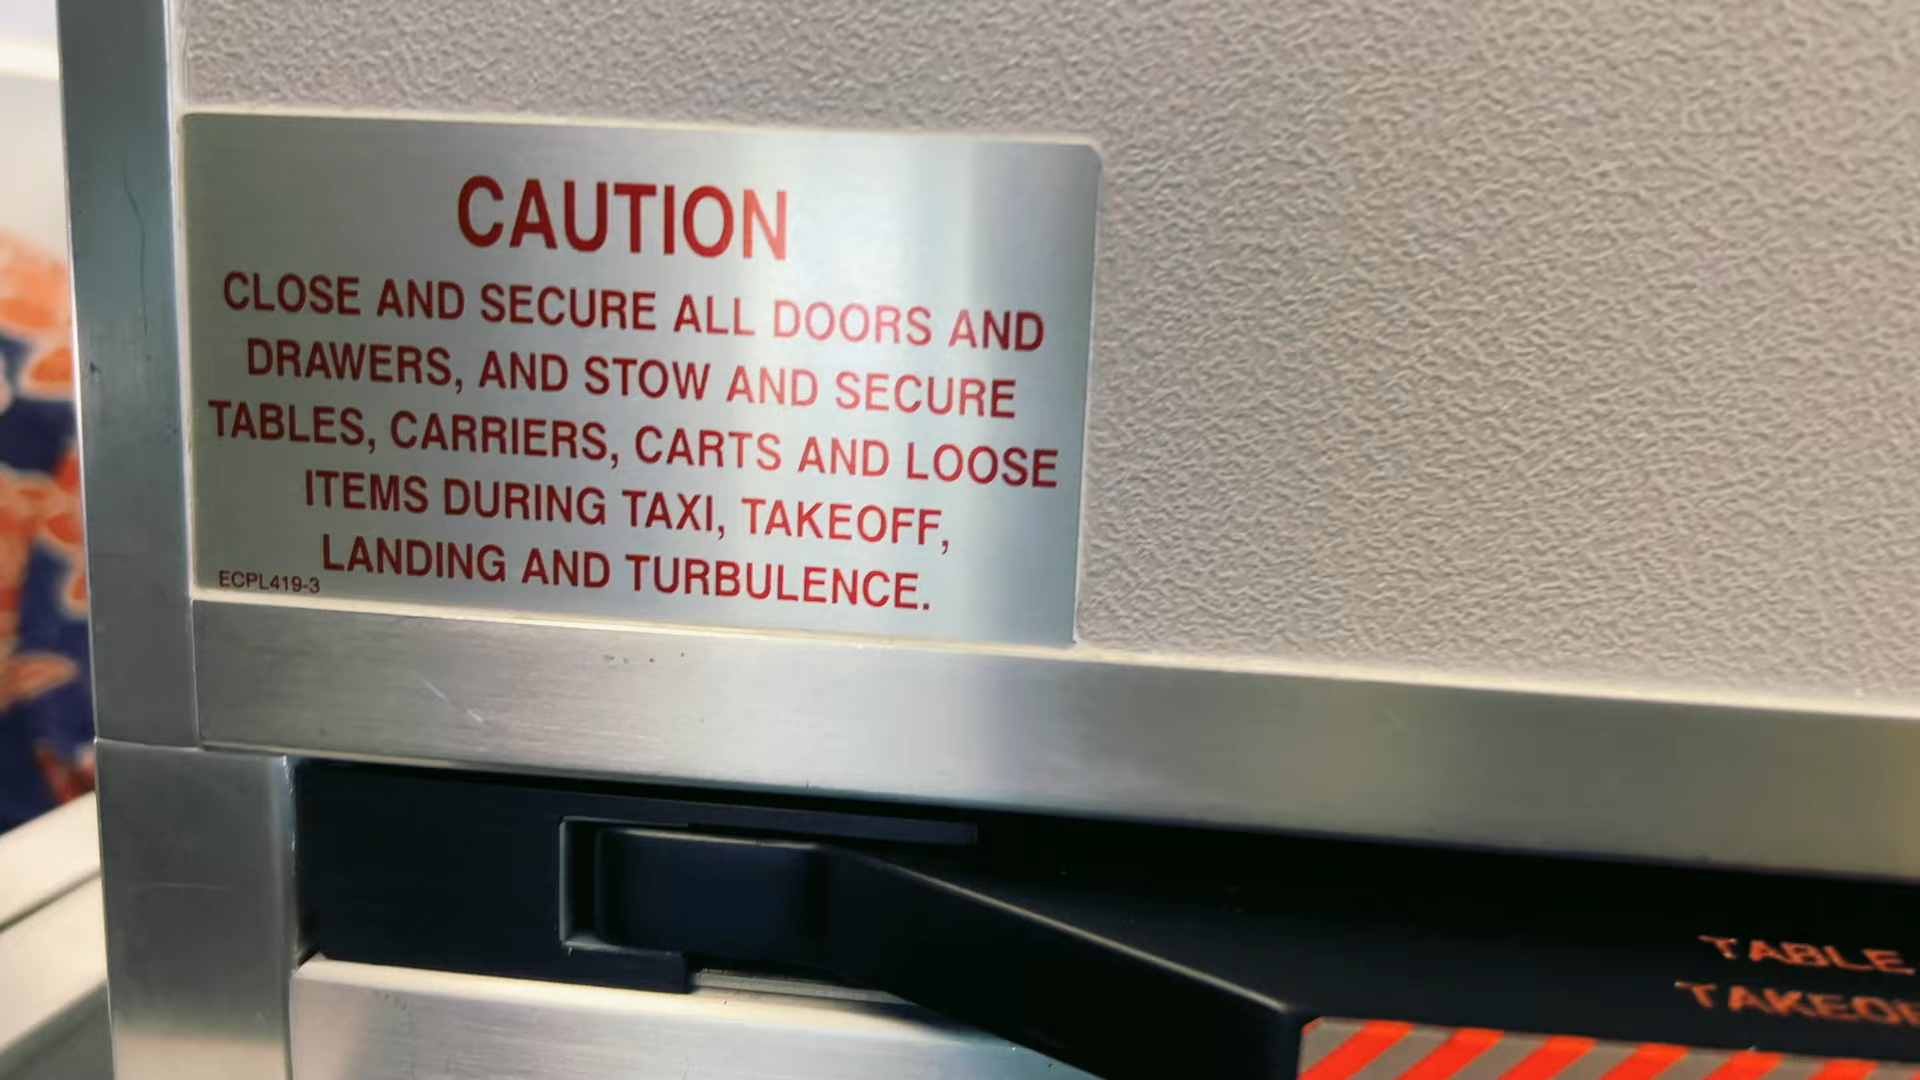 CAUTION
CLOSE AND SECURE ALL DOORS AND
DRAWERS, AND STOW AND SECURE
TABLES, CARRIERS, CARTS AND LOOSE
ITEMS DURING TAXI, TAKEOFF,
LANDING AND TURBULENCE.
ECPL419-3
TABLE